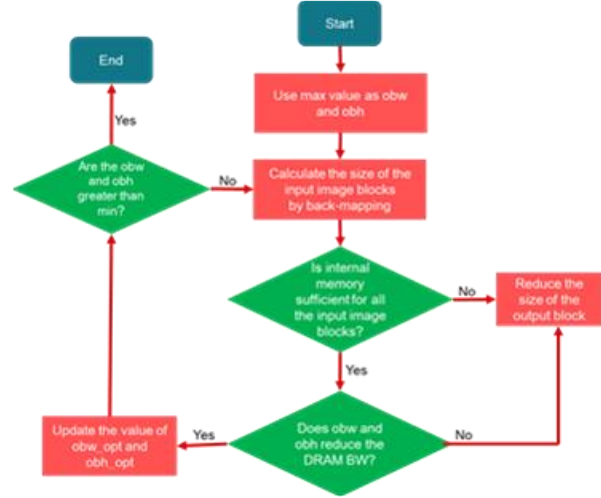 Start
End
Use max value as obw
and obh
Yes
Are the obw
and obh
greater than
min?
No
Calculate the size of the
input image blocks
by back-mapping
Is internal
memory
sufficient for all
the input image
blocks?
No
Reduce the
size of the
output block
Yes
Update the value of
obw_opt and
obh_opt
Yes
Does obw and
obh reduce the
DRAM BW?
No